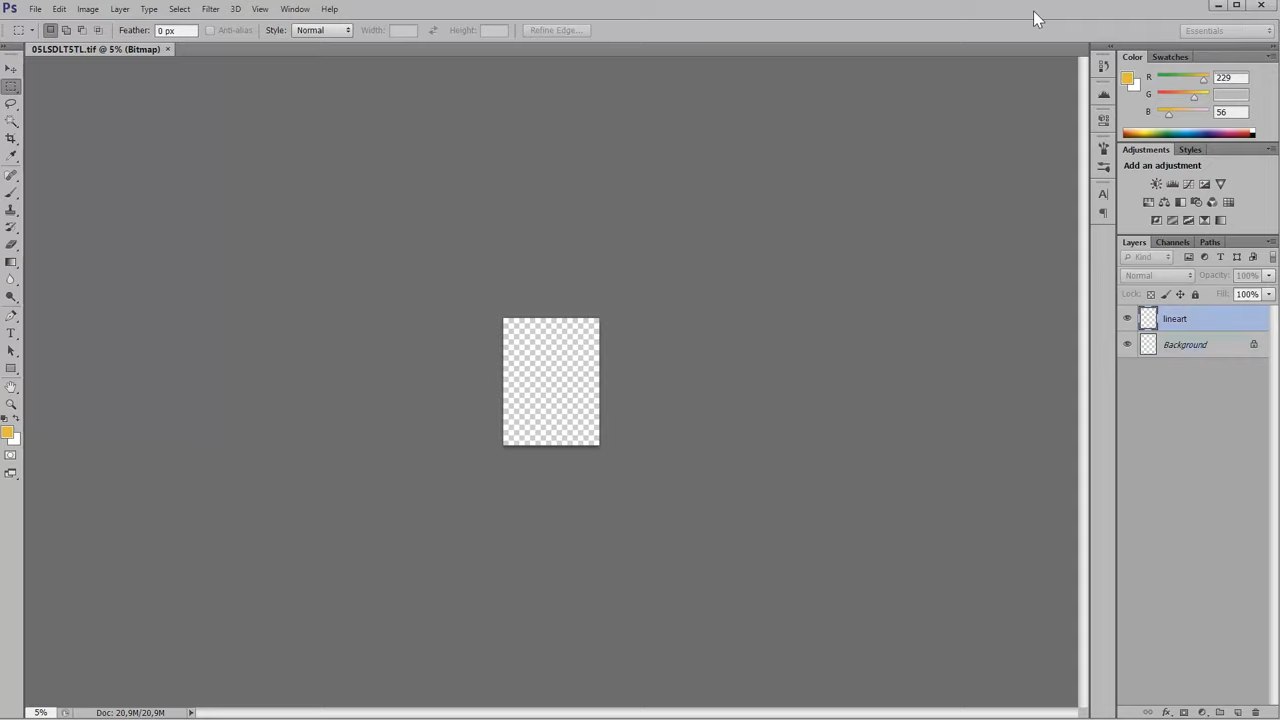 Ps File Edit Image Layer Type Select Filter 3D View Window Help
Feather: 0 px Anti-alias Style: Normal Width: Height: Refine Edge... Essentials
05LSDLT5TL.tif @ 5% (Bitmap) ×
Color Swatches
R 229
G
B 56
Adjustments Styles
Add an adjustment
Layers Channels Paths
Kind
Normal Opacity: 100%
Lock: Fill: 100%
lineart
Background
5% Doc: 20,9M/20,9M